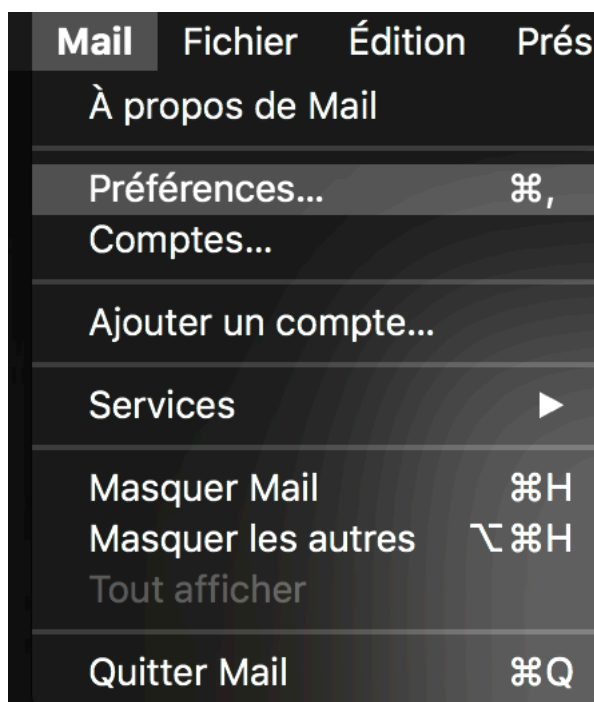 Mail Fichier Édition Prés
À propos de Mail
Préférences... ⌘,
Comptes...
Ajouter un compte...
Services ▶
Masquer Mail ⌘H
Masquer les autres ⌥⌘H
Tout afficher
Quitter Mail ⌘Q